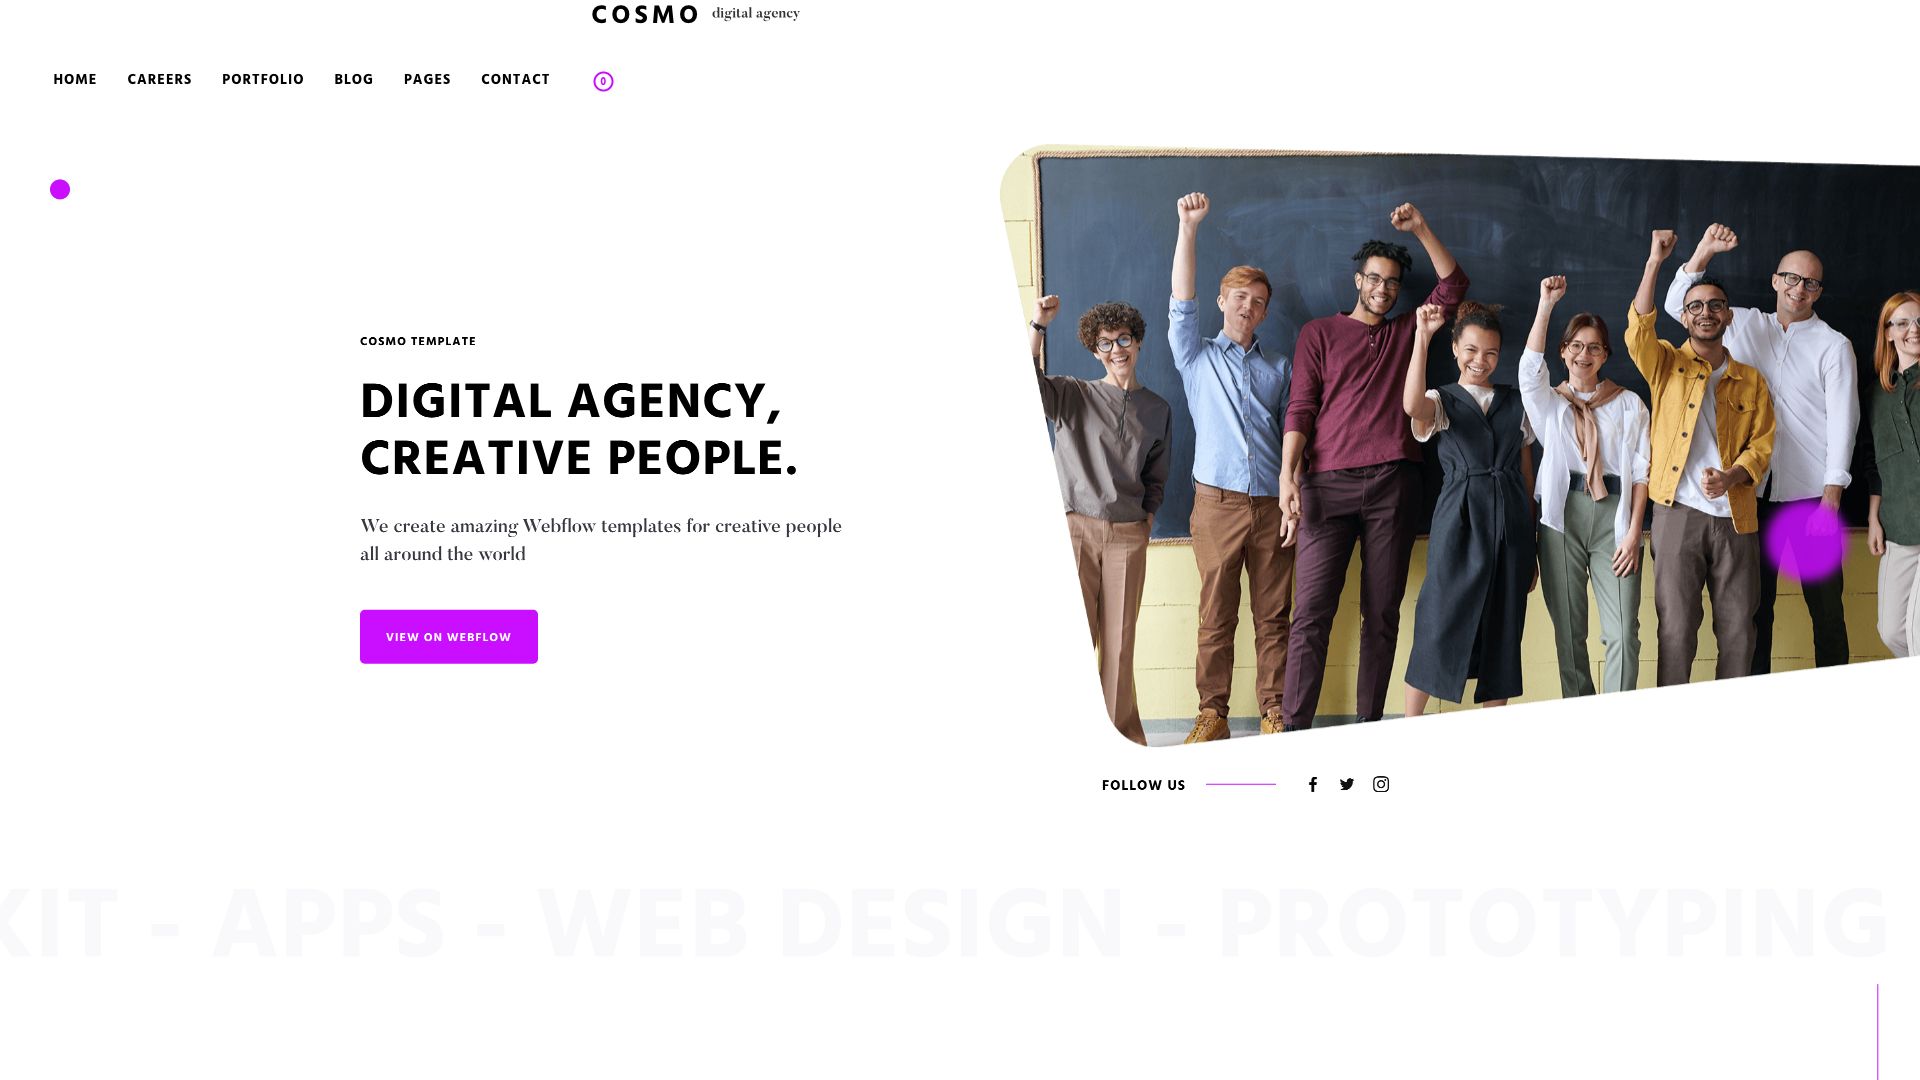 COSMO digital agency
HOME CAREERS PORTFOLIO BLOG PAGES CONTACT 0
COSMO TEMPLATE
DIGITAL AGENCY,
CREATIVE PEOPLE.
We create amazing Webflow templates for creative people
all around the world
VIEW ON WEBFLOW
FOLLOW US
KIT - APPS - WEB DESIGN - PROTOTYPING